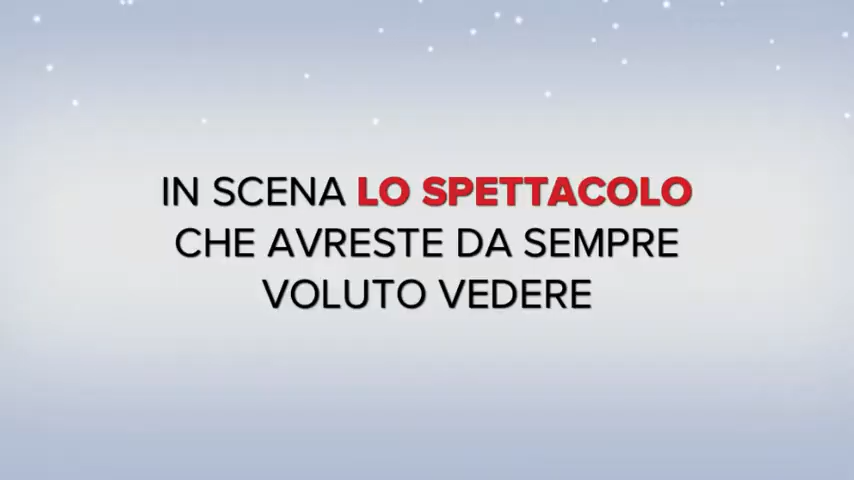 IN SCENA LO SPETTACOLO
CHE AVRESTE DA SEMPRE
VOLUTO VEDERE